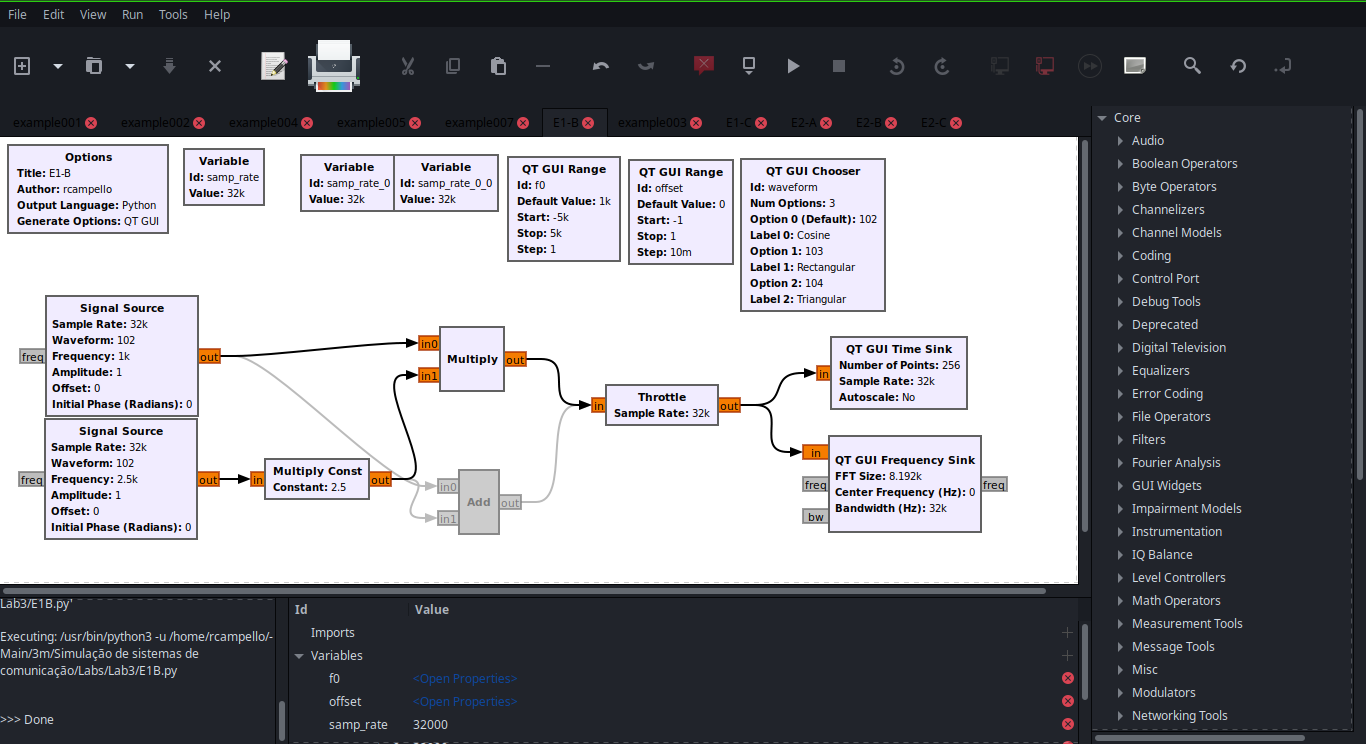 File Edit View Run Tools Help
example001 example002 example004 example005 example007 E1-B example003 E1-C E2-A E2-B E2-C
Options
Title: E1-B
Author: rcampello
Output Language: Python
Generate Options: QT GUI
Variable
Id: samp_rate
Value: 32k
Variable
Id: samp_rate_0
Value: 32k
Variable
Id: samp_rate_0_0
Value: 32k
QT GUI Range
Id: f0
Default Value: 1k
Start: -5k
Stop: 5k
Step: 1
QT GUI Range
Id: offset
Default Value: 0
Start: -1
Stop: 1
Step: 10m
QT GUI Chooser
Id: waveform
Num Options: 3
Option 0 (Default): 102
Label 0: Cosine
Option 1: 103
Label 1: Rectangular
Option 2: 104
Label 2: Triangular
Signal Source
Sample Rate: 32k
Waveform: 102
Frequency: 1k
Amplitude: 1
Offset: 0
Initial Phase (Radians): 0
freq
out
Signal Source
Sample Rate: 32k
Waveform: 102
Frequency: 2.5k
Amplitude: 1
Offset: 0
Initial Phase (Radians): 0
freq
out
in
Multiply Const
Constant: 2.5
out
in0
in1
Multiply
out
in0
in1
Add
out
in
Throttle
Sample Rate: 32k
out
in
QT GUI Time Sink
Number of Points: 256
Sample Rate: 32k
Autoscale: No
in
freq
bw
QT GUI Frequency Sink
FFT Size: 8.192k
Center Frequency (Hz): 0
Bandwidth (Hz): 32k
freq
Lab3/E1B.py'
Executing: /usr/bin/python3 -u /home/rcampello/-
Main/3m/Simulação de sistemas de
comunicação/Labs/Lab3/E1B.py
>>> Done
Id Value
Imports
Variables
f0 <Open Properties>
offset <Open Properties>
samp_rate 32000
Core
Audio
Boolean Operators
Byte Operators
Channelizers
Channel Models
Coding
Control Port
Debug Tools
Deprecated
Digital Television
Equalizers
Error Coding
File Operators
Filters
Fourier Analysis
GUI Widgets
Impairment Models
Instrumentation
IQ Balance
Level Controllers
Math Operators
Measurement Tools
Message Tools
Misc
Modulators
Networking Tools